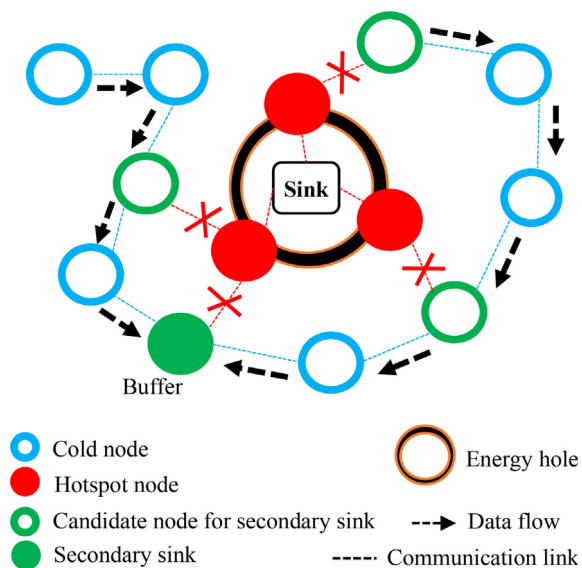 Sink
Buffer
Cold node
Hotspot node
Candidate node for secondary sink
Secondary sink
Energy hole
Data flow
Communication link